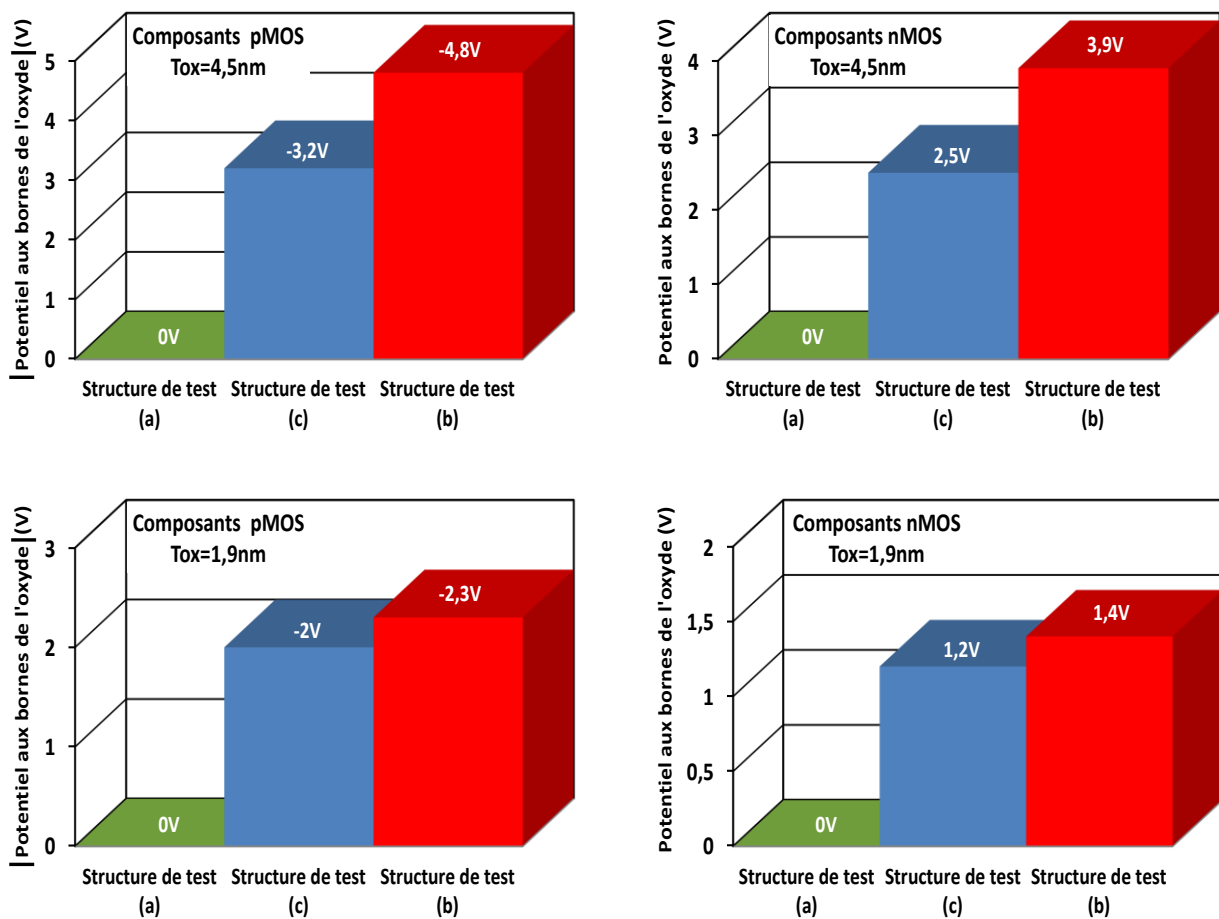 |Potentiel aux bornes de l'oxyde|(V)
Composants pMOS
Tox=4,5nm
5
4
3
2
1
0
0V
-3,2V
-4,8V
Structure de test
(a)
Structure de test
(c)
Structure de test
(b)
Potentiel aux bornes de l'oxyde (V)
Composants nMOS
Tox=4,5nm
4
3
2
1
0
0V
2,5V
3,9V
Structure de test
(a)
Structure de test
(c)
Structure de test
(b)
|Potentiel aux bornes de l'oxyde|(V)
Composants pMOS
Tox=1,9nm
3
2
1
0
0V
-2V
-2,3V
Structure de test
(a)
Structure de test
(c)
Structure de test
(b)
Potentiel aux bornes de l'oxyde (V)
Composants nMOS
Tox=1,9nm
2
1,5
1
0,5
0
0V
1,2V
1,4V
Structure de test
(a)
Structure de test
(c)
Structure de test
(b)